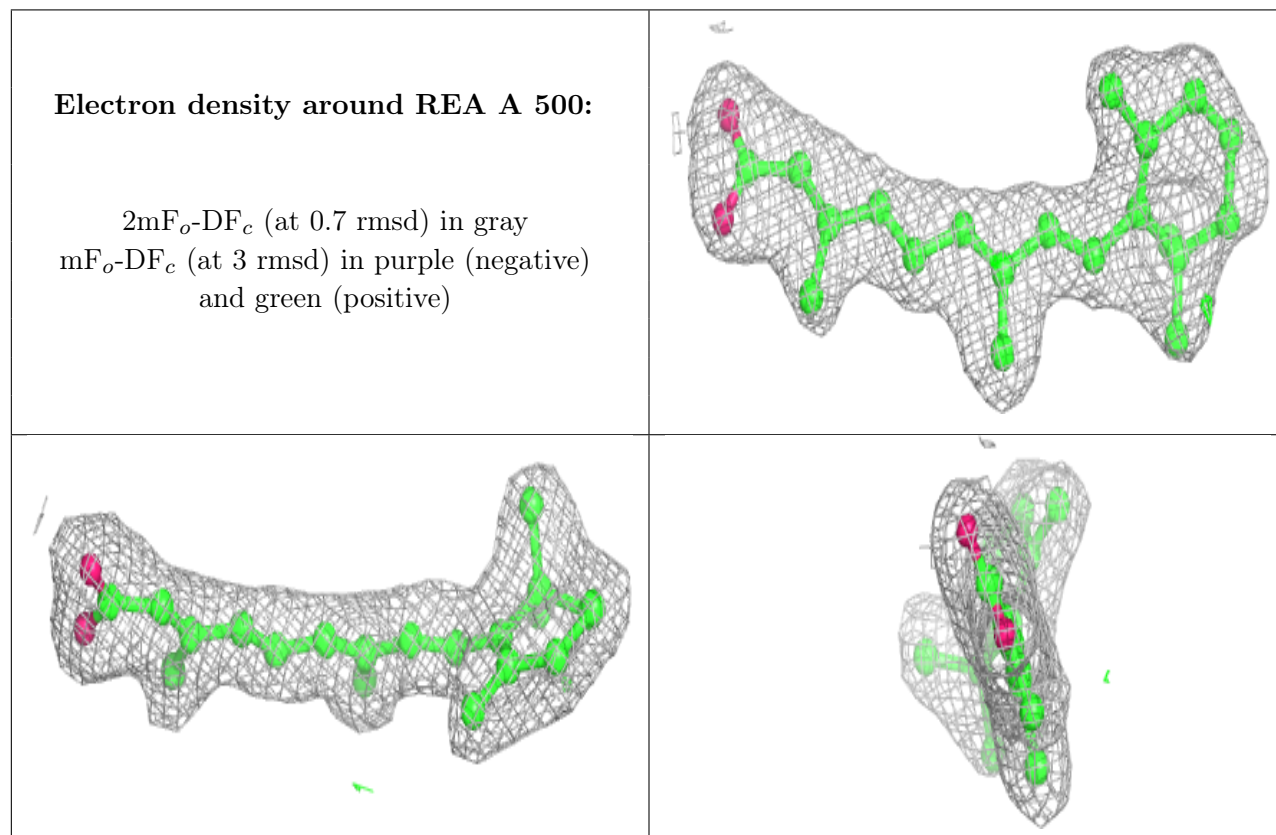 Electron density around REA A 500:
2mFo-DFc (at 0.7 rmsd) in gray
mFo-DFc (at 3 rmsd) in purple (negative)
and green (positive)